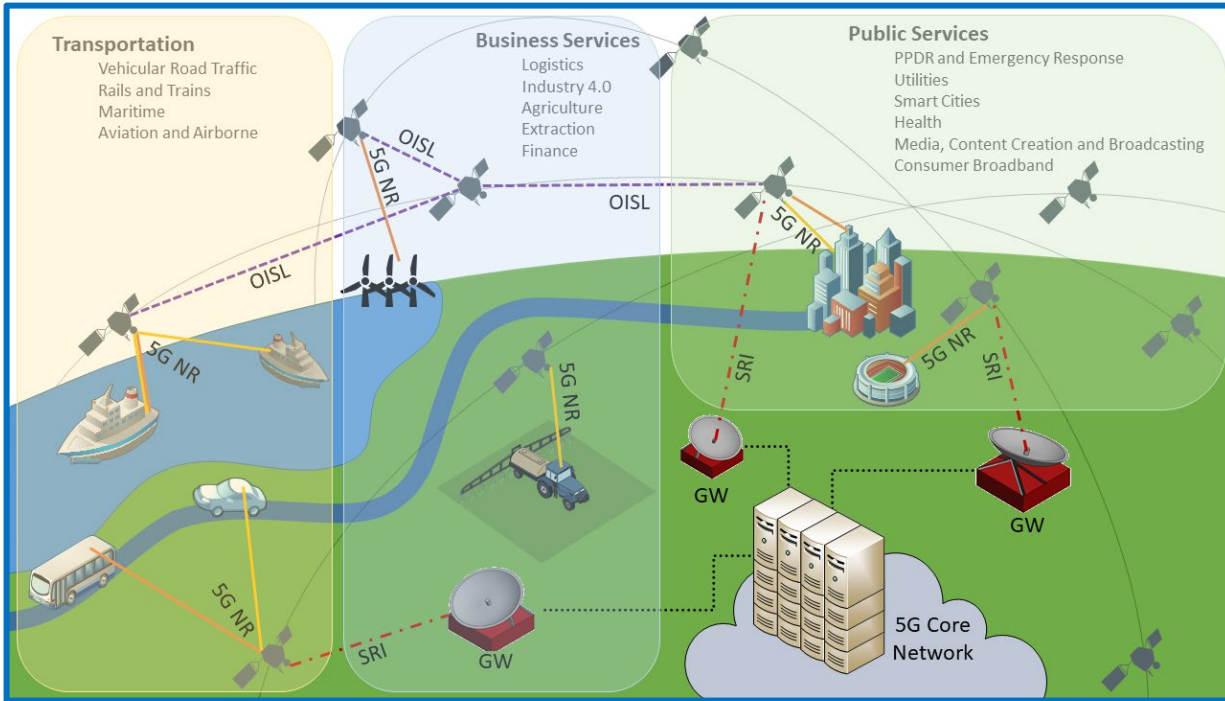 Transportation
Vehicular Road Traffic
Rails and Trains
Maritime
Aviation and Airborne
Business Services
Logistics
Industry 4.0
Agriculture
Extraction
Finance
Public Services
PPDR and Emergency Response
Utilities
Smart Cities
Health
Media, Content Creation and Broadcasting
Consumer Broadband
OISL
5G NR
OISL
OISL
5G NR
5G NR
5G NR
5G NR
SRI
SRI
GW
GW
5G NR
SRI
GW
5G Core
Network